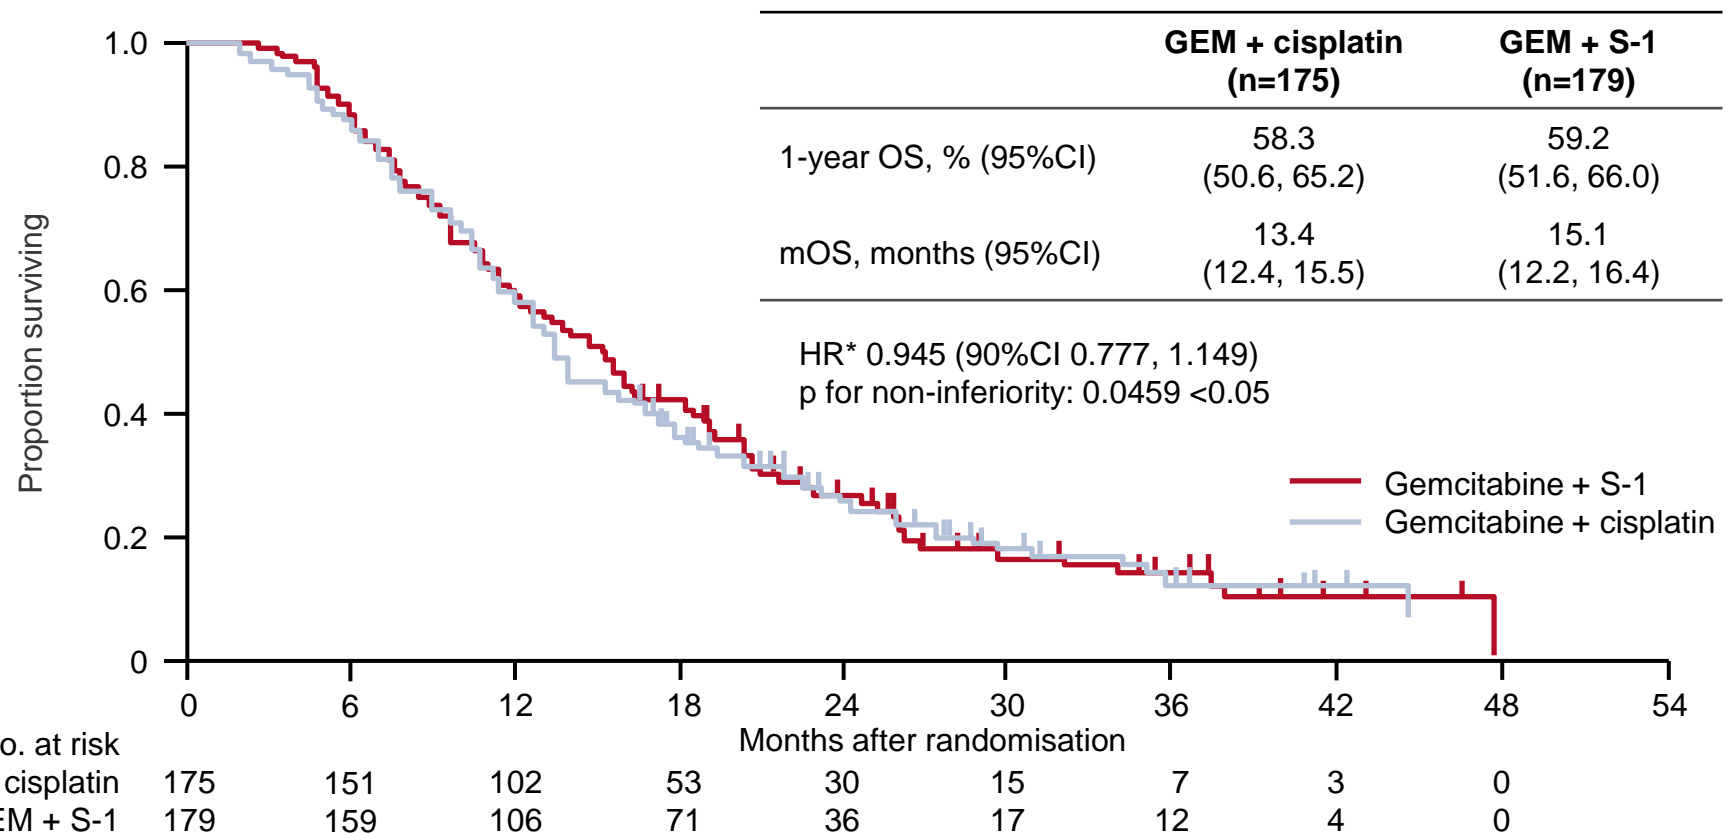 GEM + cisplatin GEM + S-1
(n=175) (n=179)
1-year OS, % (95%CI) 58.3 59.2
(50.6, 65.2) (51.6, 66.0)
mOS, months (95%CI) 13.4 15.1
(12.4, 15.5) (12.2, 16.4)
HR* 0.945 (90%CI 0.777, 1.149)
p for non-inferiority: 0.0459 <0.05
Gemcitabine + S-1
Gemcitabine + cisplatin
Proportion surviving
1.0
0.8
0.6
0.4
0.2
0
0 6 12 18 24 30 36 42 48 54
Months after randomisation
o. at risk
cisplatin 175 151 102 53 30 15 7 3 0
EM + S-1 179 159 106 71 36 17 12 4 0